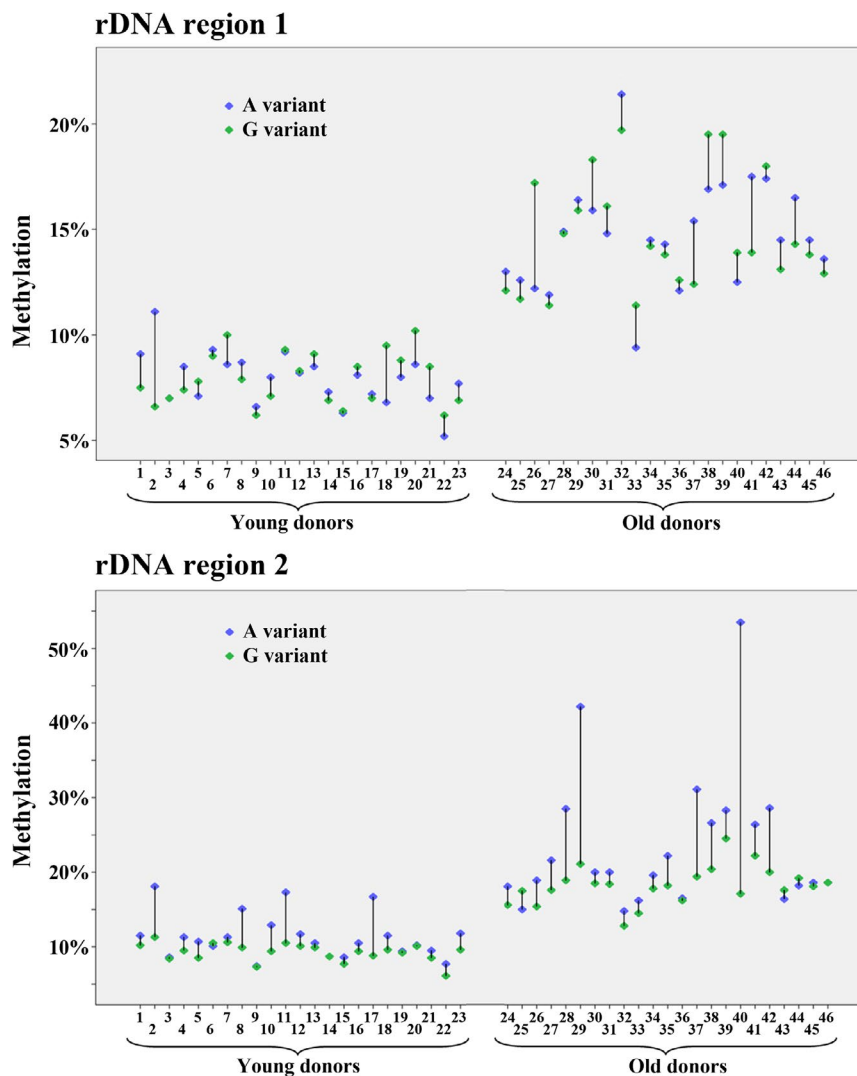 rDNA region 1
A variant
G variant
20%
15%
10%
5%
Methylation
1 2 3 4 5 6 7 8 9 10 11 12 13 14 15 16 17 18 19 20 21 22 23 24 25 26 27 28 29 30 31 32 33 34 35 36 37 38 39 40 41 42 43 44 45 46
Young donors Old donors
rDNA region 2
A variant
G variant
50%
40%
30%
20%
10%
Methylation
1 2 3 4 5 6 7 8 9 10 11 12 13 14 15 16 17 18 19 20 21 22 23 24 25 26 27 28 29 30 31 32 33 34 35 36 37 38 39 40 41 42 43 44 45 46
Young donors Old donors